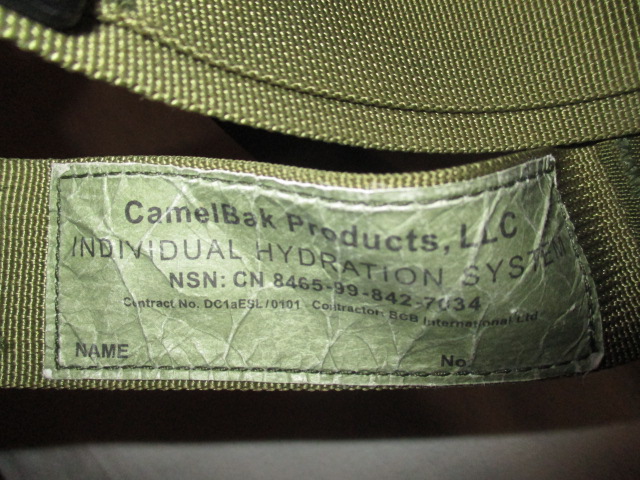 CamelBak Products, LLC
INDIVIDUAL HYDRATION SYSTEM
NSN: CN 8465-99-842-7034
Contract No. DC1aESL/0101 - Contractor- BCB International Ltd
NAME No